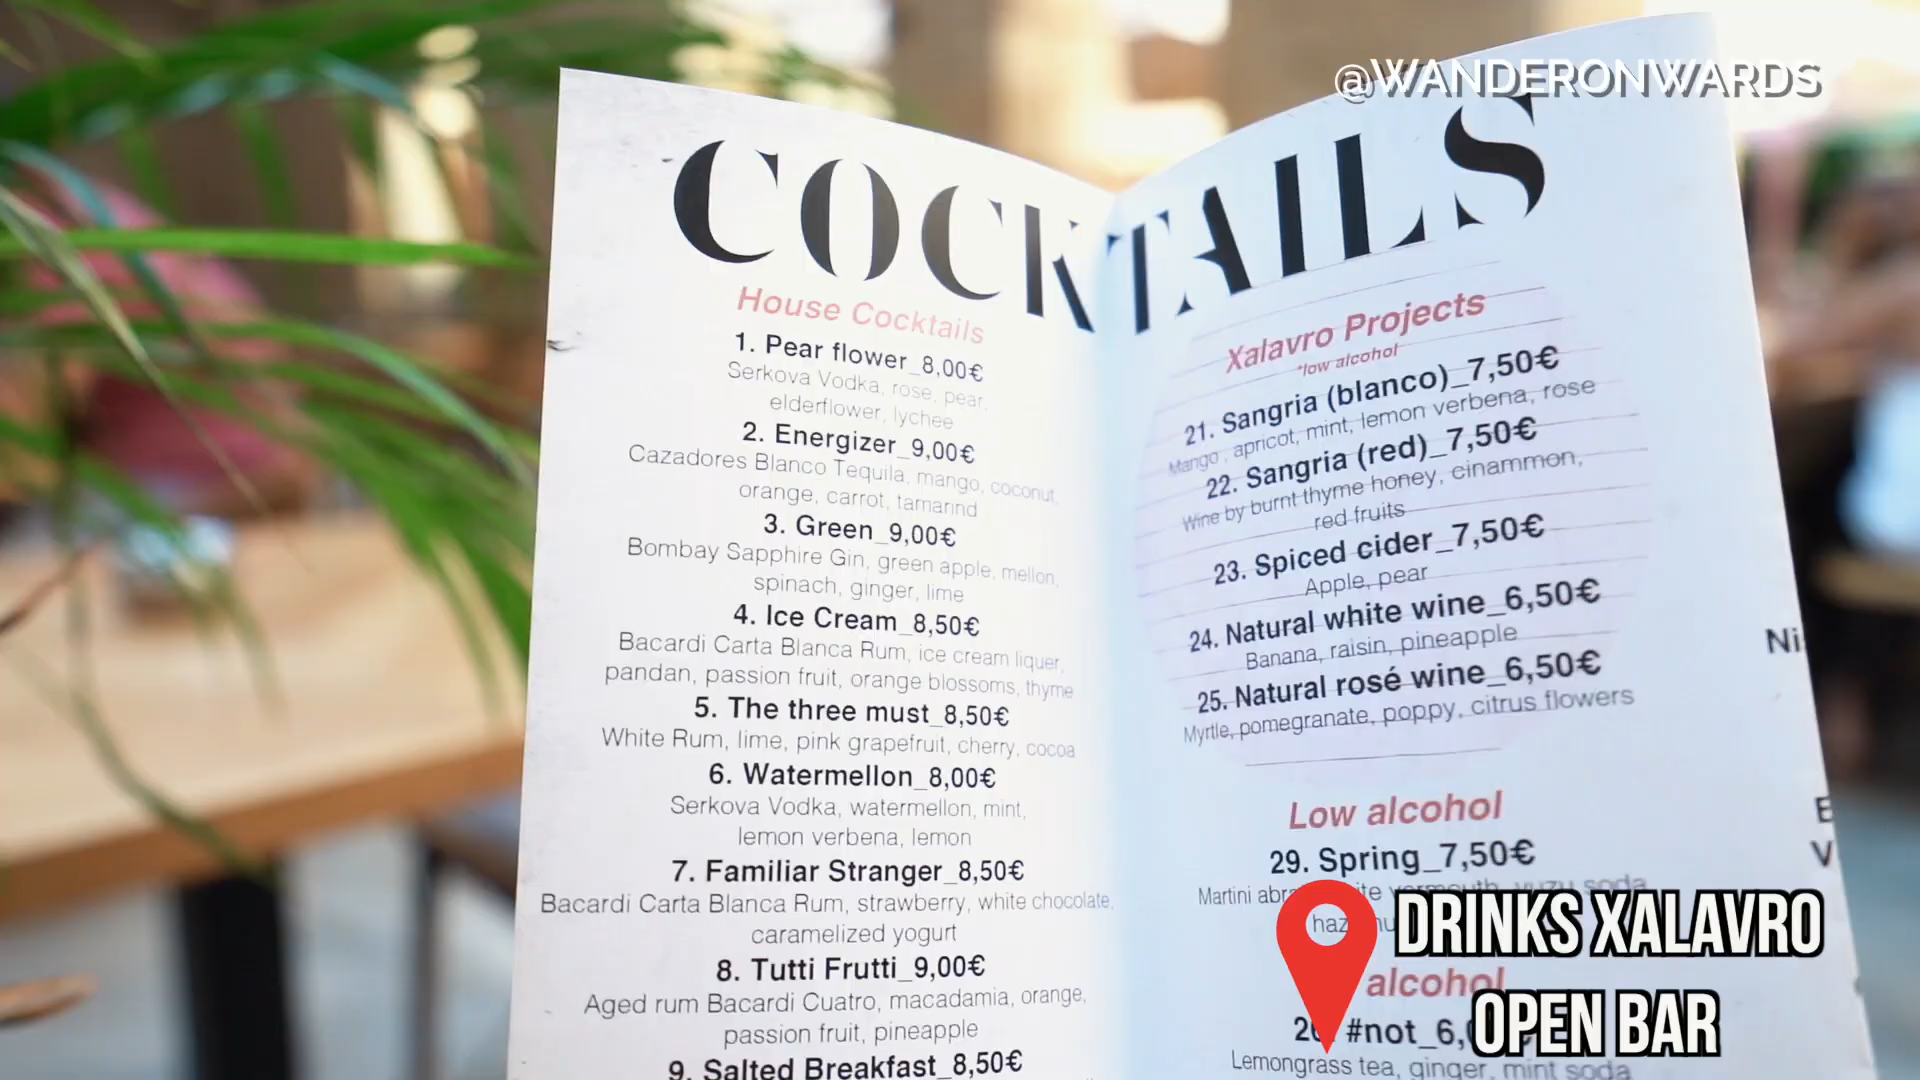 @WANDERONWARDS
COCKTAILS
House Cocktails
1. Pear flower_8,00€
Serkova Vodka, rose, pear,
elderflower, lychee
2. Energizer_9,00€
Cazadores Blanco Tequila, mango, coconut,
orange, carrot, tamarind
3. Green_9,00€
Bombay Sapphire Gin, green apple, mellon,
spinach, ginger, lime
4. Ice Cream_8,50€
Bacardi Carta Blanca Rum, ice cream liquer,
pandan, passion fruit, orange blossoms, thyme
5. The three must_8,50€
White Rum, lime, pink grapefruit, cherry, cocoa
6. Watermellon_8,00€
Serkova Vodka, watermellon, mint,
lemon verbena, lemon
7. Familiar Stranger_8,50€
Bacardi Carta Blanca Rum, strawberry, white chocolate,
caramelized yogurt
8. Tutti Frutti_9,00€
Aged rum Bacardi Cuatro, macadamia, orange,
passion fruit, pineapple
9. Salted Breakfast_8,50€
Xalavro Projects
*low alcohol
21. Sangria (blanco)_7,50€
Mango, apricot, mint, lemon verbena, rose
22. Sangria (red)_7,50€
Wine by burnt thyme honey, cinammon,
red fruits
23. Spiced cider_7,50€
Apple, pear
24. Natural white wine_6,50€
Banana, raisin, pineapple
25. Natural rosé wine_6,50€
Myrtle, pomegranate, poppy, citrus flowers
Low alcohol
29. Spring_7,50€
Martini vermouth, yuzu soda
alcohol
#not_6,
Lemongrass tea, ginger, mint soda
DRINKS XALAVRO
OPEN BAR